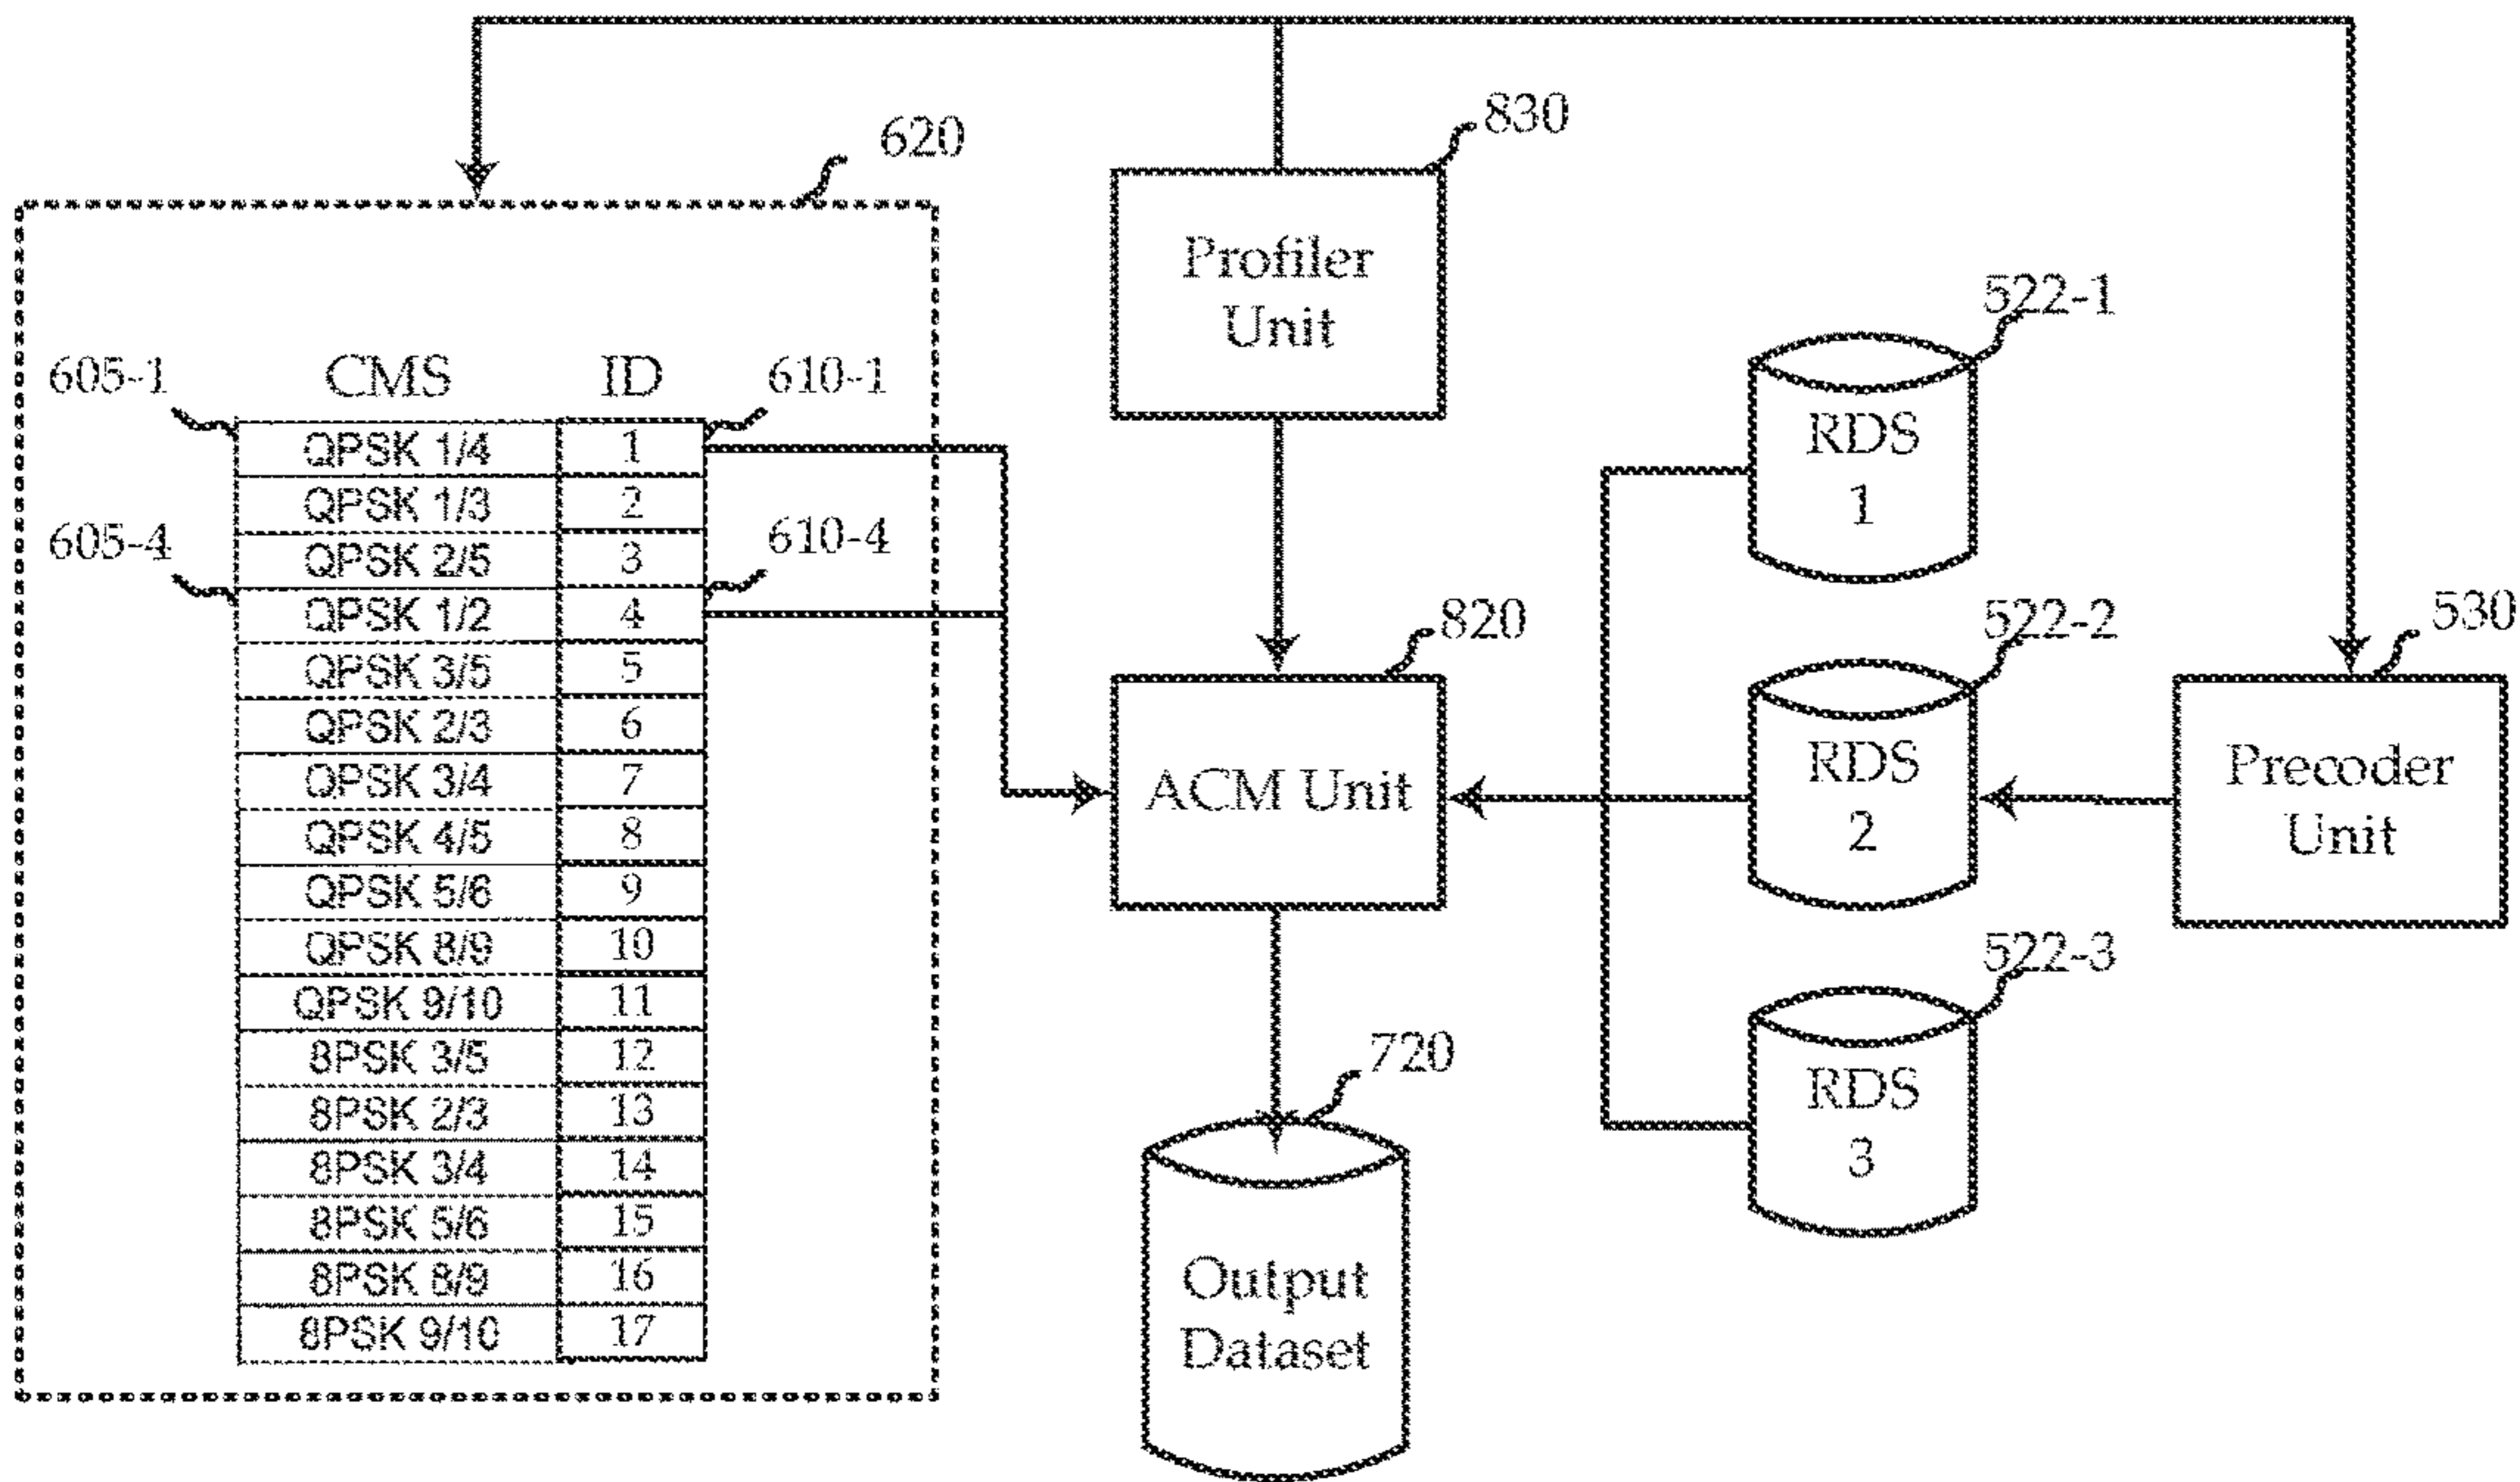 620
830
Profiler
Unit
522-1
605-1
CMS
ID
610-1
QPSK 1/4
1
QPSK 1/3
2
605-4
QPSK 2/5
3
610-4
QPSK 1/2
4
QPSK 3/5
5
QPSK 2/3
6
QPSK 3/4
7
QPSK 4/5
8
QPSK 5/6
9
QPSK 8/9
10
QPSK 9/10
11
8PSK 3/5
12
8PSK 2/3
13
8PSK 3/4
14
8PSK 5/6
15
8PSK 8/9
16
8PSK 9/10
17
RDS
1
820
ACM Unit
522-2
RDS
2
530
Precoder
Unit
522-3
RDS
3
720
Output
Dataset